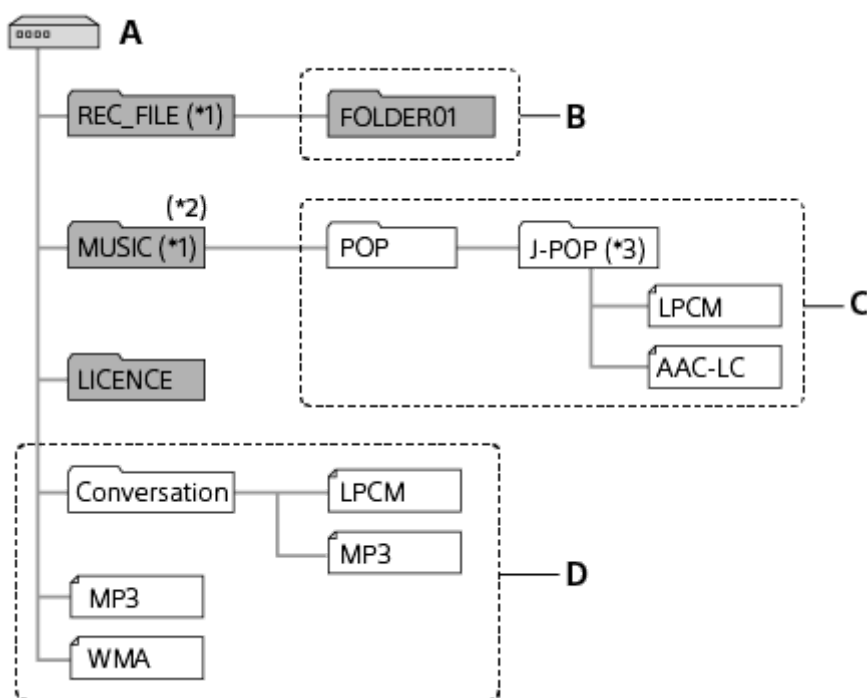 A
REC_FILE (*1)
FOLDER01
B
(*2)
MUSIC (*1)
POP
J-POP (*3)
LPCM
C
AAC-LC
LICENCE
Conversation
LPCM
MP3
D
MP3
WMA